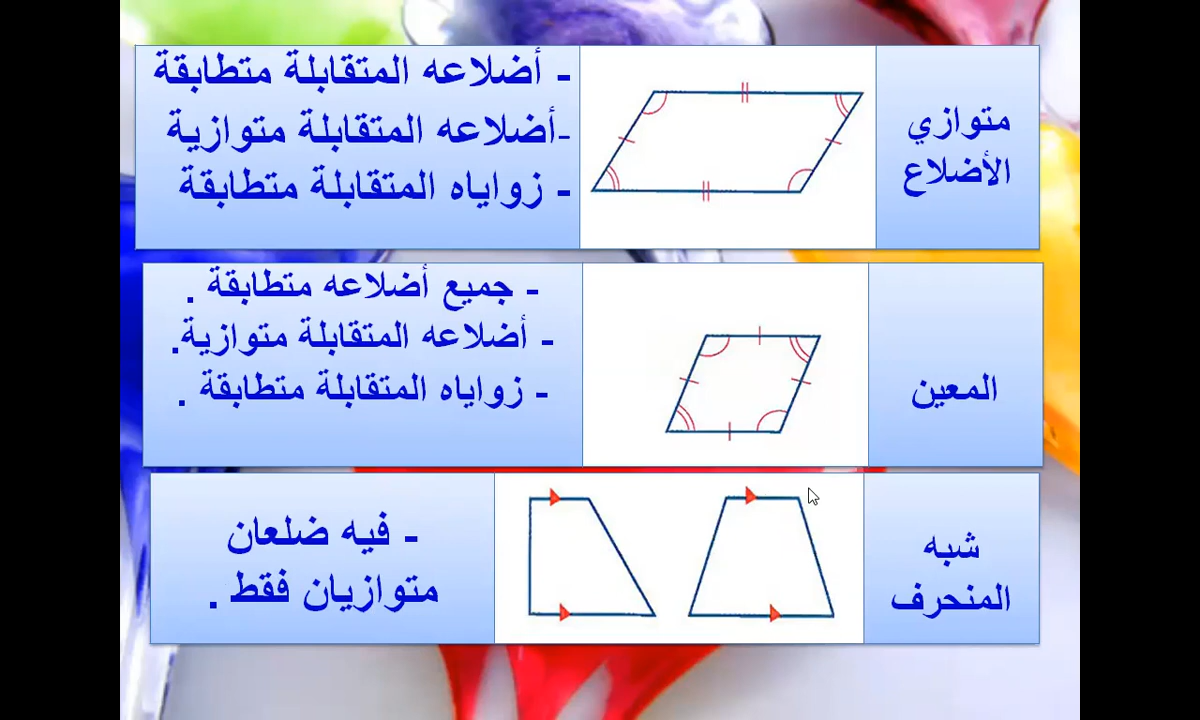 متوازي
الأضلاع
- أضلاعه المتقابلة متطابقة
-أضلاعه المتقابلة متوازية
- زواياه المتقابلة متطابقة
المعين
- جميع أضلاعه متطابقة .
- أضلاعه المتقابلة متوازية.
- زواياه المتقابلة متطابقة .
شبه
المنحرف
- فيه ضلعان
متوازيان فقط .